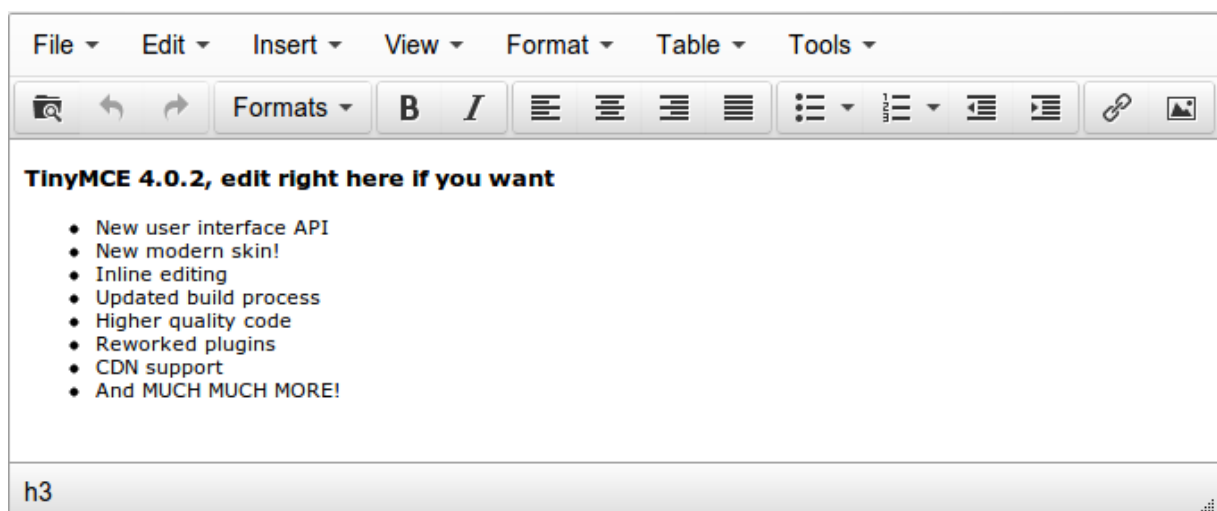 File Edit Insert View Format Table Tools
Formats B I
TinyMCE 4.0.2, edit right here if you want
New user interface API
New modern skin!
Inline editing
Updated build process
Higher quality code
Reworked plugins
CDN support
And MUCH MUCH MORE!
h3